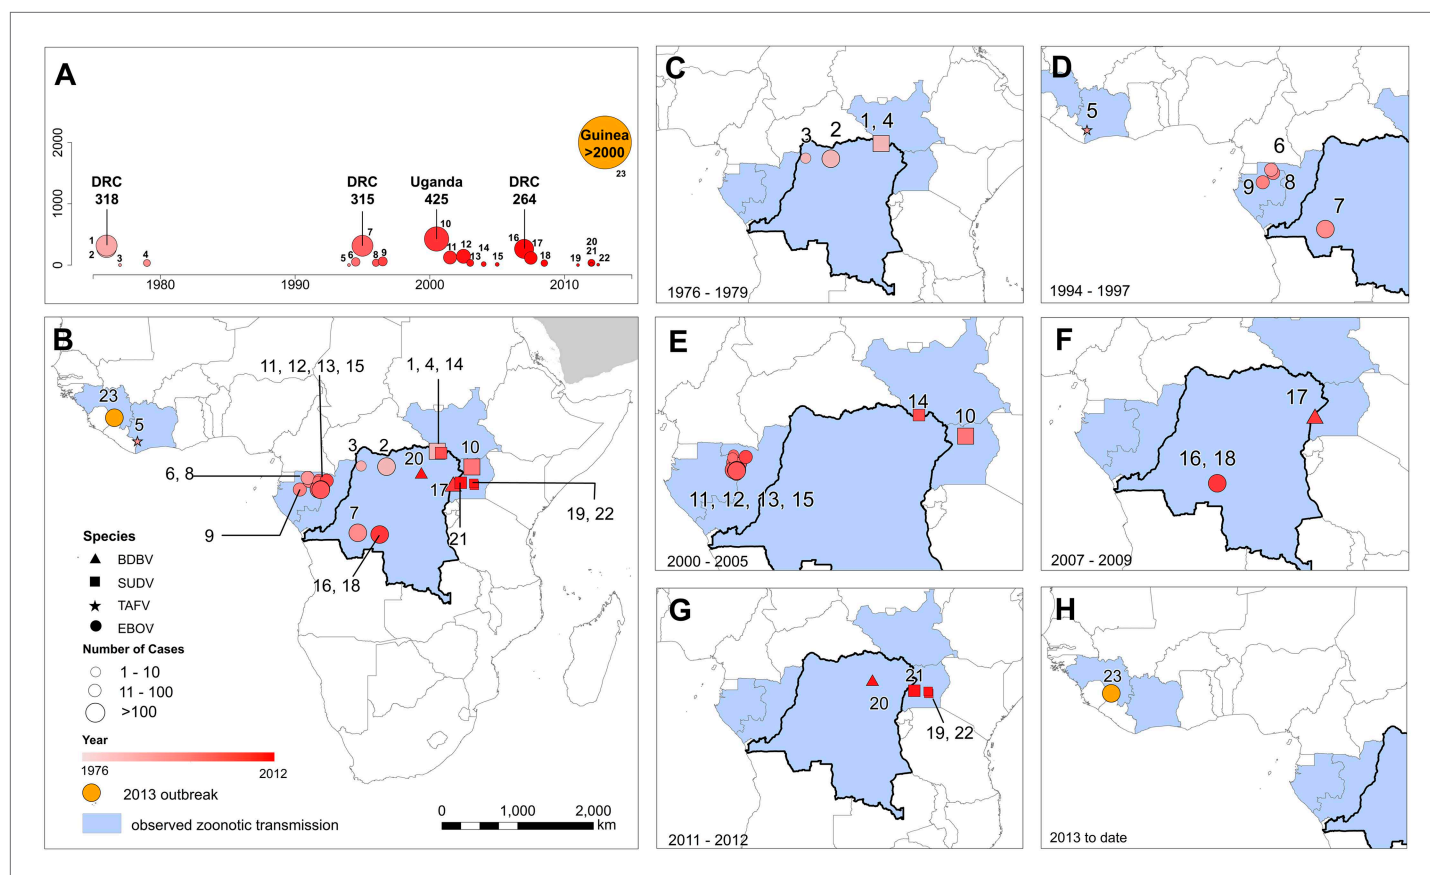 A
2000
1000
0
Guinea
>2000
23
DRC
318
DRC
315
Uganda
425
DRC
264
1
2
3
4
5
6
7
8
9
10
11
12
13
14
15
16
17
18
19
20
21
22
1980
1990
2000
2010
B
11, 12, 13, 15
1, 4, 14
23
5
3
2
20
10
6, 8
17
19, 22
9
7
21
16, 18
Species
BDBV
SUDV
TAFV
EBOV
Number of Cases
1 - 10
11 - 100
>100
Year
1976
2012
2013 outbreak
observed zoonotic transmission
0
1,000
2,000
km
C
1, 4
3
2
1976 - 1979
D
5
6
9
8
7
1994 - 1997
E
14
10
11, 12, 13, 15
2000 - 2005
F
17
16, 18
2007 - 2009
G
21
20
19, 22
2011 - 2012
H
23
2013 to date